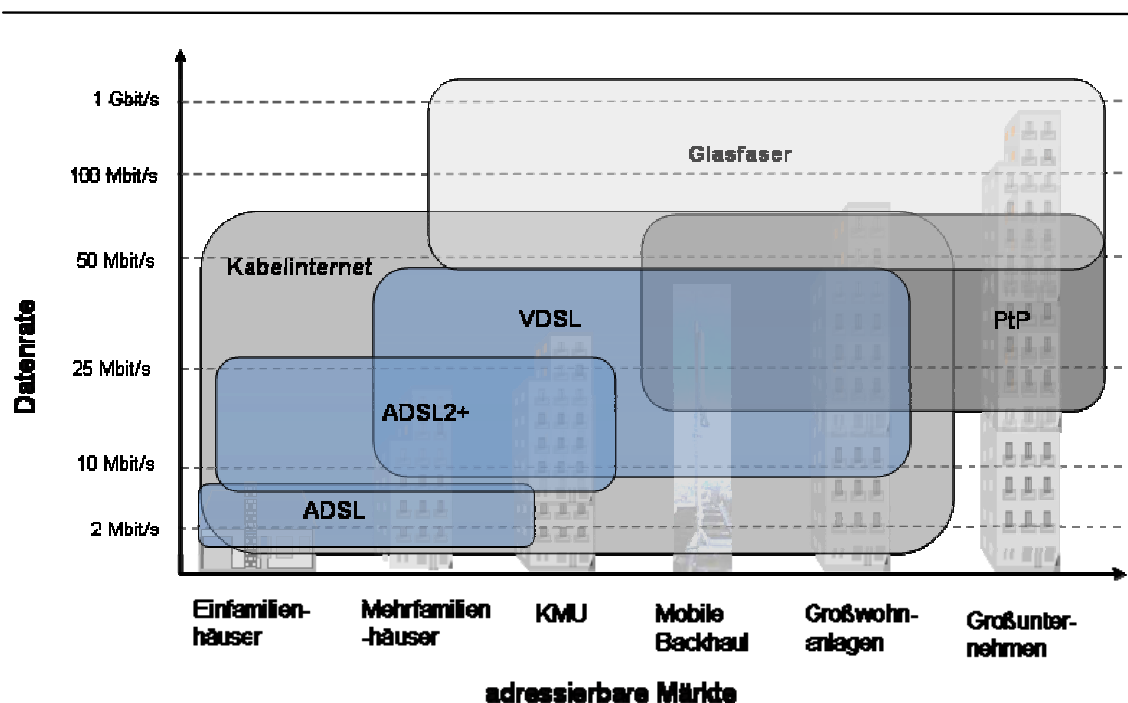 1 Gbit/s
Glasfaser
100 Mbit/s
50 Mbit/s
Kabelinternet
VDSL
PtP
Datenrate
25 Mbit/s
ADSL2+
10 Mbit/s
ADSL
2 Mbit/s
Einfamilien-
häuser
Mehrfamilien
-häuser
KMU
Mobile
Backhaul
Großwohn-
anlagen
Großunter-
nehmen
adressierbare Märkte